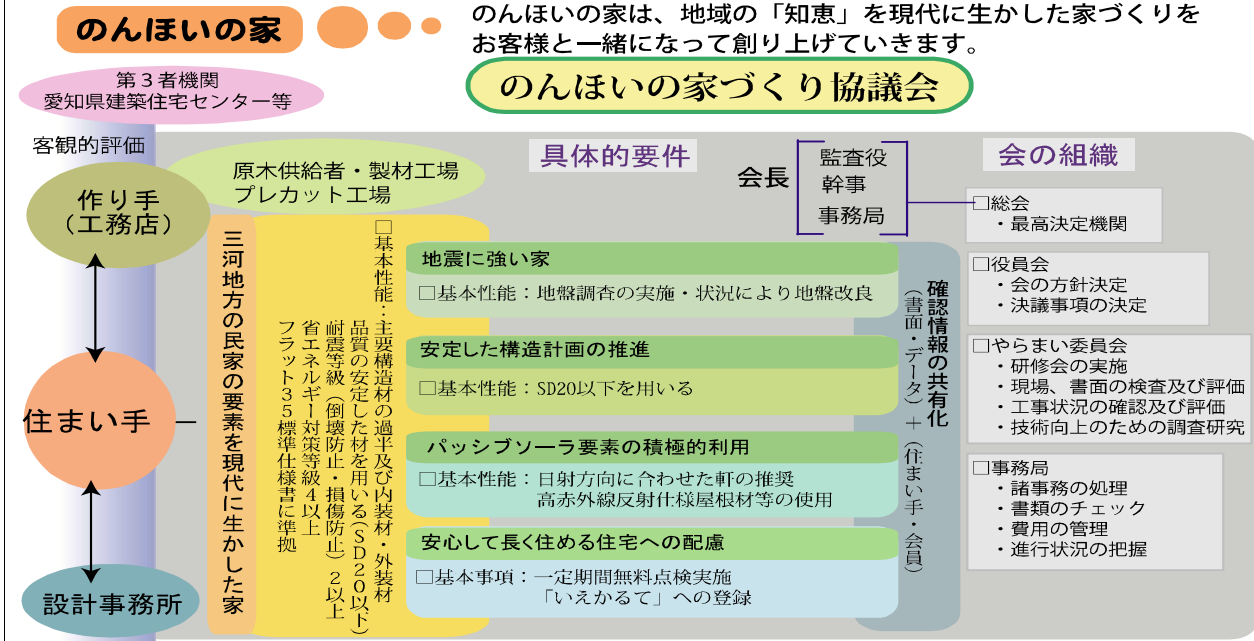 のんほいの家
のんほいの家は、地域の「知恵」を現代に生かした家づくりを
お客様と一緒になって創り上げていきます。
のんほいの家づくり協議会
第３者機関
愛知県建築住宅センター等
客観的評価
作り手
（工務店）
住まい手
設計事務所
原木供給者・製材工場
プレカット工場
三河地方の民家の要素を現代に生かした家
□基本性能：主要構造材の過半及び内装材・外装材
品質の安定した材を用いる(ＳＤ２０以下)
耐震等級（倒壊防止・損傷防止）２以上
省エネルギー対策等級４以上
フラット３５標準仕様書に準拠
具体的要件
地震に強い家
□基本性能：地盤調査の実施・状況により地盤改良
安定した構造計画の推進
□基本性能：SD20以下を用いる
パッシブソーラ要素の積極的利用
□基本性能：日射方向に合わせた軒の推奨
高赤外線反射仕様屋根材等の使用
安心して長く住める住宅への配慮
□基本事項：一定期間無料点検実施
「いえかるて」への登録
確認情報の共有化
（書面・データ）＋（住まい手・会員）
会長
監査役
幹事
事務局
会の組織
□総会
・最高決定機関
□役員会
・会の方針決定
・決議事項の決定
□やらまい委員会
・研修会の実施
・現場、書面の検査及び評価
・工事状況の確認及び評価
・技術向上のための調査研究
□事務局
・諸事務の処理
・書類のチェック
・費用の管理
・進行状況の把握